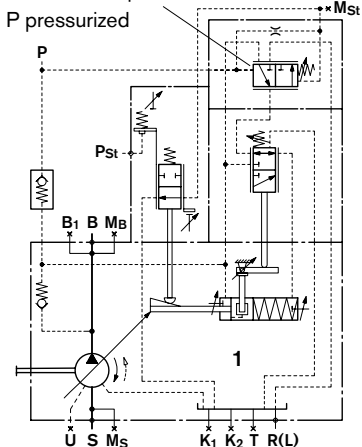 P pressurized
MSt
P
PSt
B1 B MB
1
U S MS K1 K2 T R(L)